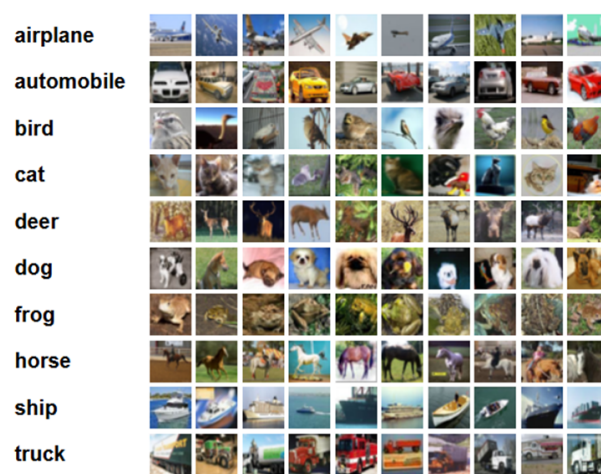 airplane
automobile
bird
cat
deer
dog
frog
horse
ship
truck